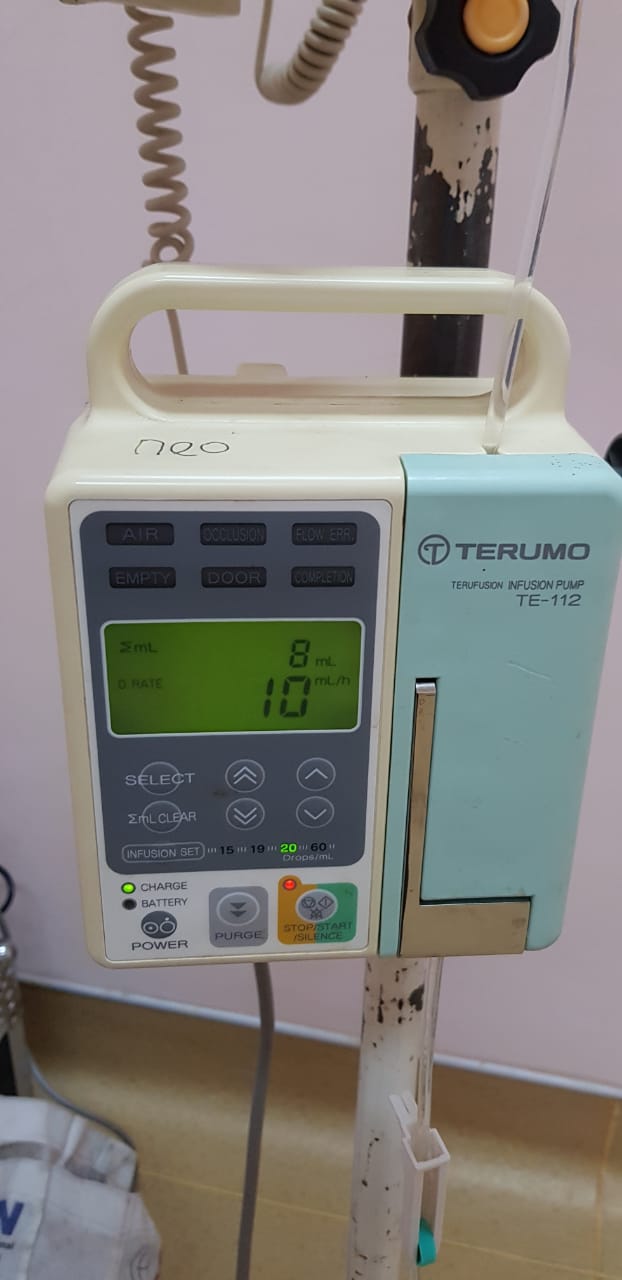 neo
AIR OCCLUSION FLOW ERR.
EMPTY DOOR COMPLETION
TERUMO
TERUFUSION INFUSION PUMP
TE-112
ΣmL 8 mL
D.RATE 10 mL/h
SELECT
ΣmL CLEAR
INFUSION SET 15 19 20 60
Drops/mL
CHARGE
BATTERY
POWER
PURGE
STOP/START
/SILENCE